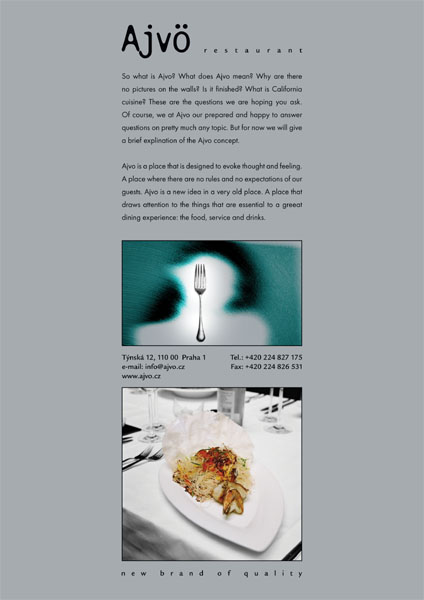 Ajvö restaurant
So what is Ajvo? What does Ajvo mean? Why are there
no pictures on the walls? Is it finished? What is California
cuisine? These are the questions we are hoping you ask.
Of course, we at Ajva our prepared and happy to answer
questions on pretty much any topic. But for now we will give
a brief explination of the Ajvo concept.
Ajvo is a place that is designed to evoke thought and feeling.
A place where there are no rules and no expectations of our
guests. Ajvo is a new idea in a very old place. A place that
draws attention to the things that are essential to a greeat
dining experience: the food, service and drinks.
Týnská 12, 110 00 Praha 1 Tel.: +420 224 827 175
e-mail: info@ajvo.cz Fax: +420 224 826 531
www.ajvo.cz
new brand of quality